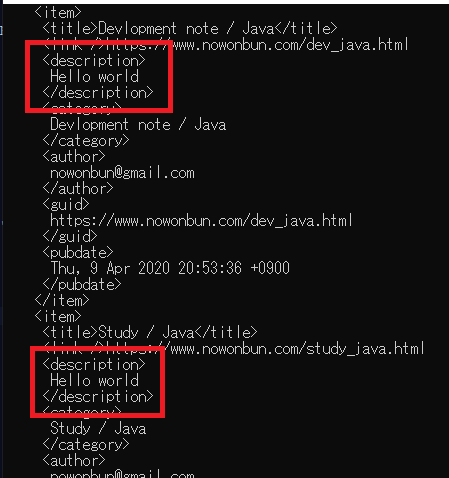 <item>
<title>Devlopment note / Java</title>
<link />https://www.nowonbun.com/dev_java.html
<description>
Hello world
</description>
<category>
Devlopment note / Java
</category>
<author>
nowonbun@gmail.com
</author>
<guid>
https://www.nowonbun.com/dev_java.html
</guid>
<pubdate>
Thu, 9 Apr 2020 20:53:36 +0900
</pubdate>
</item>
<item>
<title>Study / Java</title>
<link />https://www.nowonbun.com/study_java.html
<description>
Hello world
</description>
<category>
Study / Java
</category>
<author>
nowonbun@gmail.com